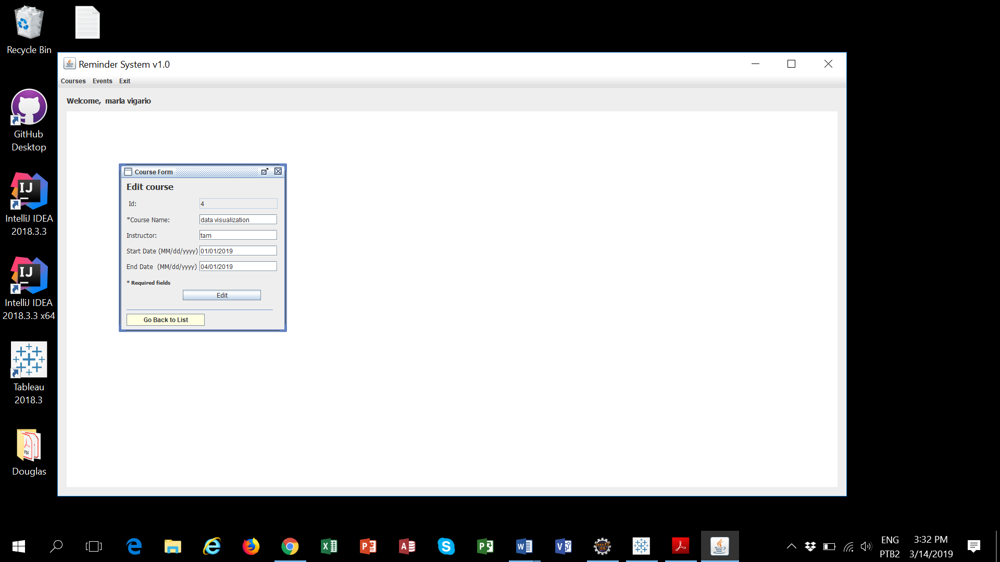 Recycle Bin
GitHub
Desktop
IntelliJ IDEA
2018.3.3
IntelliJ IDEA
2018.3.3 x64
Tableau
2018.3
Douglas
Reminder System v1.0
Courses Events Exit
Welcome, marla vigario
Course Form
Edit course
Id: 4
*Course Name: data visualization
Instructor: tam
Start Date (MM/dd/yyyy) 01/01/2019
End Date (MM/dd/yyyy) 04/01/2019
* Required fields
Edit
Go Back to List
ENG 3:32 PM
PTB2 3/14/2019